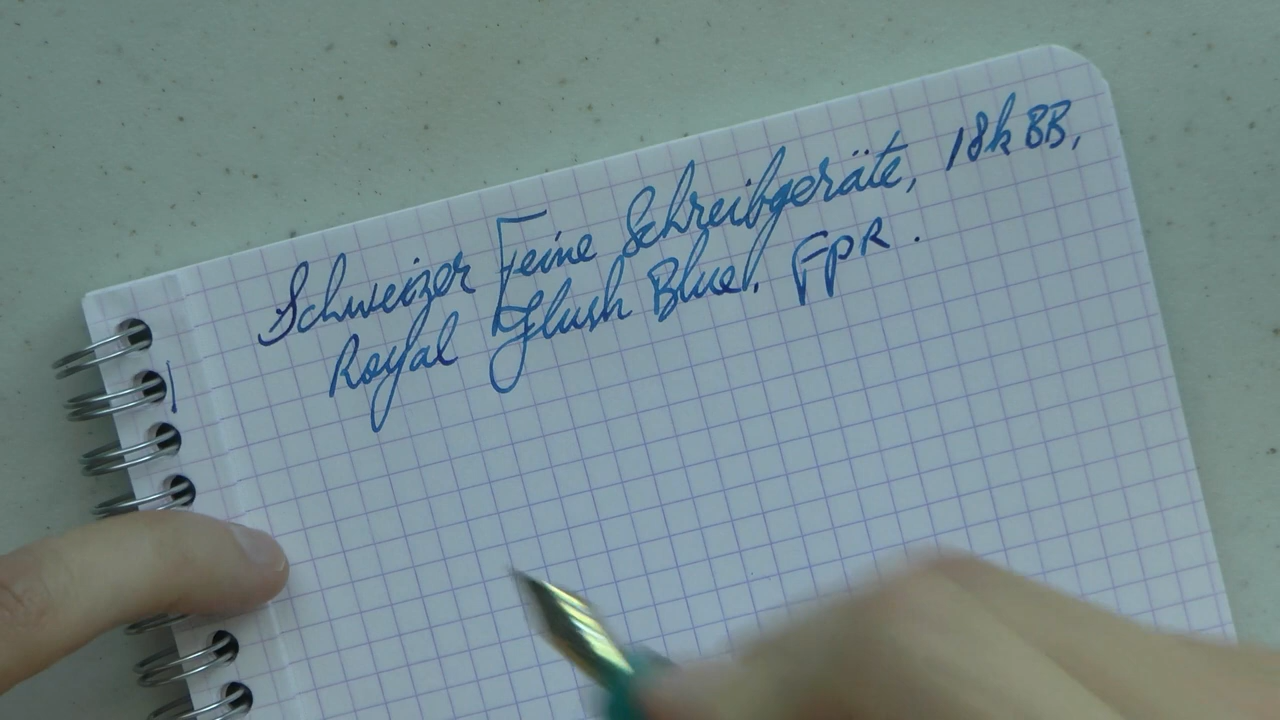 Schweizer Feine Schreibgeräte, 18k BB,
Royal Flush Blue, FPR.